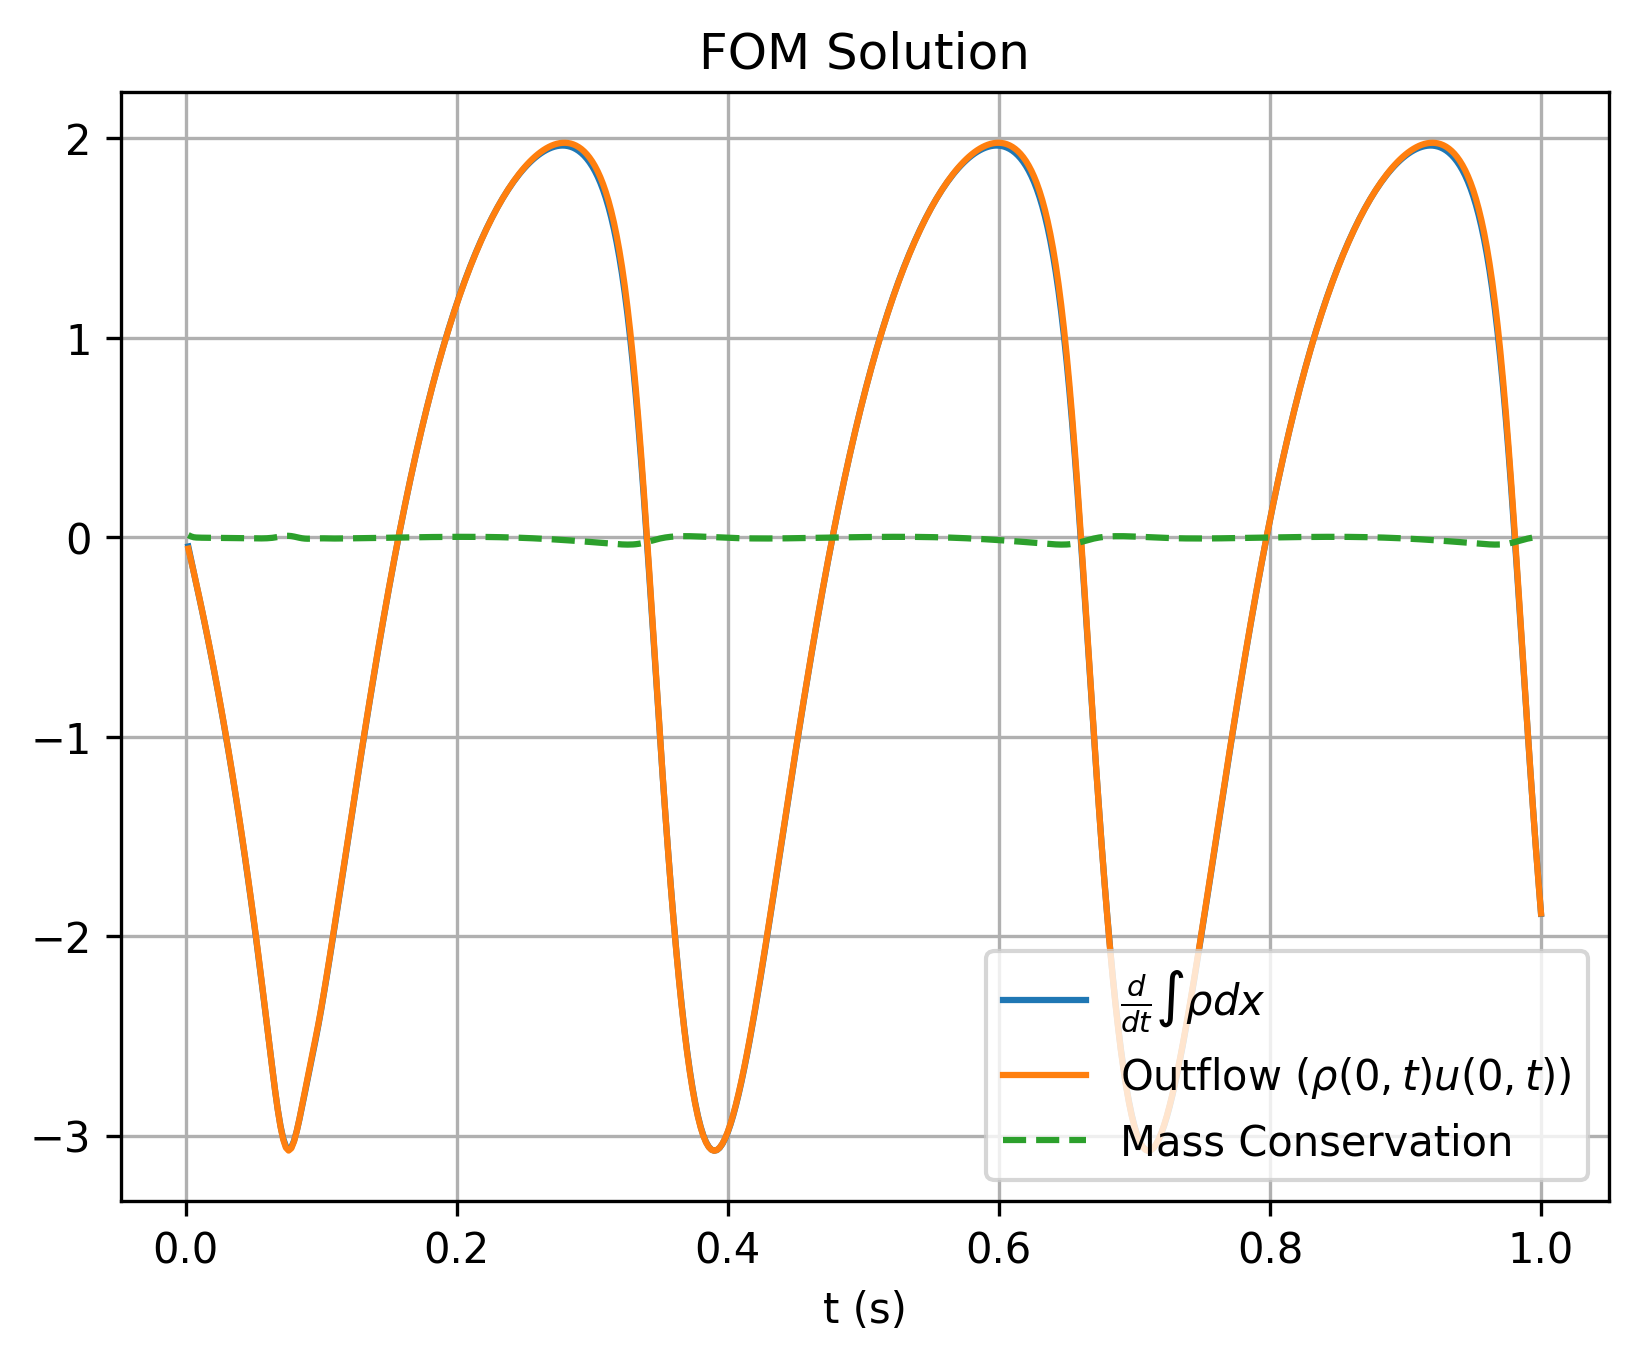 FOM Solution
2
1
0
−1
−2
−3
d/dt ∫ρdx
Outflow (ρ(0, t)u(0, t))
Mass Conservation
0.0 0.2 0.4 0.6 0.8 1.0
t (s)